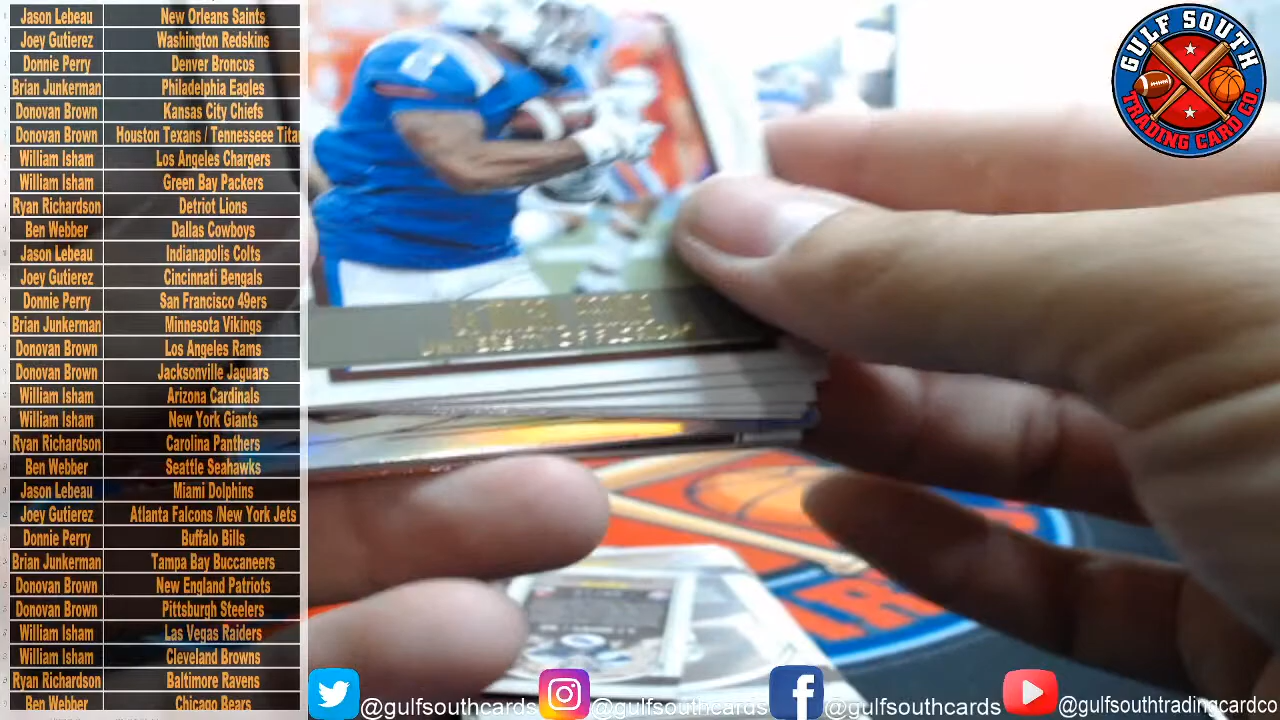 Jason Lebeau New Orleans Saints
Joey Gutierez Washington Redskins
Donnie Perry Denver Broncos
Brian Junkerman Philadelphia Eagles
Donovan Brown Kansas City Chiefs
Donovan Brown Houston Texans / Tennesseee Tita
William Isham Los Angeles Chargers
William Isham Green Bay Packers
Ryan Richardson Detriot Lions
Ben Webber Dallas Cowboys
Jason Lebeau Indianapolis Colts
Joey Gutierez Cincinnati Bengals
Donnie Perry San Francisco 49ers
Brian Junkerman Minnesota Vikings
Donovan Brown Los Angeles Rams
Donovan Brown Jacksonville Jaguars
William Isham Arizona Cardinals
William Isham New York Giants
Ryan Richardson Carolina Panthers
Ben Webber Seattle Seahawks
Jason Lebeau Miami Dolphins
Joey Gutierez Atlanta Falcons /New York Jets
Donnie Perry Buffalo Bills
Brian Junkerman Tampa Bay Buccaneers
Donovan Brown New England Patriots
Donovan Brown Pittsburgh Steelers
William Isham Las Vegas Raiders
William Isham Cleveland Browns
Ryan Richardson Baltimore Ravens
Ben Webber Chicago Bears
GULF SOUTH
TRADING CARD CO.
@gulfsouthcards @gulfsouthcards @gulfsouthcards @gulfsouthtradingcardco